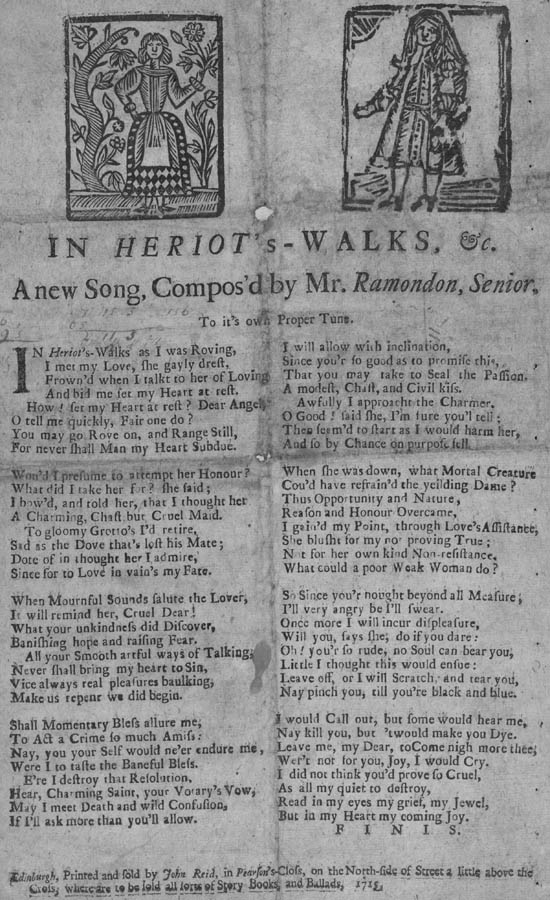 IN HERIOT's-WALKS, &c.
A new Song, Compos'd by Mr. Ramondon, Senior.
To it's own Proper Tune.
IN Heriot's-Walks as I was Roving,
I met my Love, she gayly drest,
Frown'd when I talkt to her of Loving
And bid me set my Heart at rest.
How! set my Heart at rest? Dear Angel,
O tell me quickly, Fair one do?
You may go Rove on, and Range Still,
For never shall Man my Heart Subdue.
Wou'd I presume to attempt her Honour?
What did I take her for? she said;
I bow'd, and told her, that I thought her
A Charming, Chast but Cruel Maid.
To gloomy Grotto's I'd retire,
Sad as the Dove that's lost his Mate;
Dote of in thought her I admire,
Since for to Love in vain's my Fate.
When Mournful Sounds salute the Lover,
It will remind her, Cruel Dear!
What your unkindness did Discover,
Banishing hope and raising Fear.
All your Smooth artful ways of Talking,
Never shall bring my heart to Sin,
Vice always real pleasures baulking,
Make us repent we did begin.
Shall Momentary Bless allure me,
To Act a Crime so much Amiss:
Nay, you your Self would ne'er endure me,
Were I to taste the Baneful Bless.
E're I destroy that Resolution,
Hear, Charming Saint, your Votary's Vow,
May I meet Death and wild Confusion,
If I'll ask more than you'll allow.
I will allow with inclination,
Since you'r so good as to promise this,
That you may take to Seal the Passion,
A modest, Chast, and Civil kiss.
Awfully I approacht the Charmer,
O Good! said she, I'm sure you'l tell;
Then seem'd to start as I would harm her,
And so by Chance on purpose fell.
When she was down, what Mortal Creature
Cou'd have refrain'd the yeilding Dame?
Thus Opportunity and Nature,
Reason and Honour Overcame,
I gain'd my Point, through Love's Assistance,
She blusht for my not proving True;
Not for her own kind Non-resistance,
What could a poor Weak Woman do?
So Since you'r nought beyond all Measure;
I'll very angry be I'll swear.
Once more I will incur displeasure,
Will you, says she; do if you dare:
Oh! you'r so rude, no Soul can bear you,
Little I thought this would ensue:
Leave off, or I will Scratch, and tear you,
Nay pinch you, till you're black and blue.
I would Call out, but some would hear me,
Nay kill you, but 'twould make you Dye.
Leave me, my Dear, to Come nigh more thee;
Wer't not for you, Joy, I would Cry.
I did not think you'd prove so Cruel,
As all my quiet to destroy,
Read in my eyes my grief, my Jewel,
But in my Heart my coming Joy.
F I N I S.
Edinburgh, Printed and sold by John Reid, in Pearson's-Closs, on the North-side of Street a little above the
Cross, where are to be sold all sorts of Story Books, and Ballads,